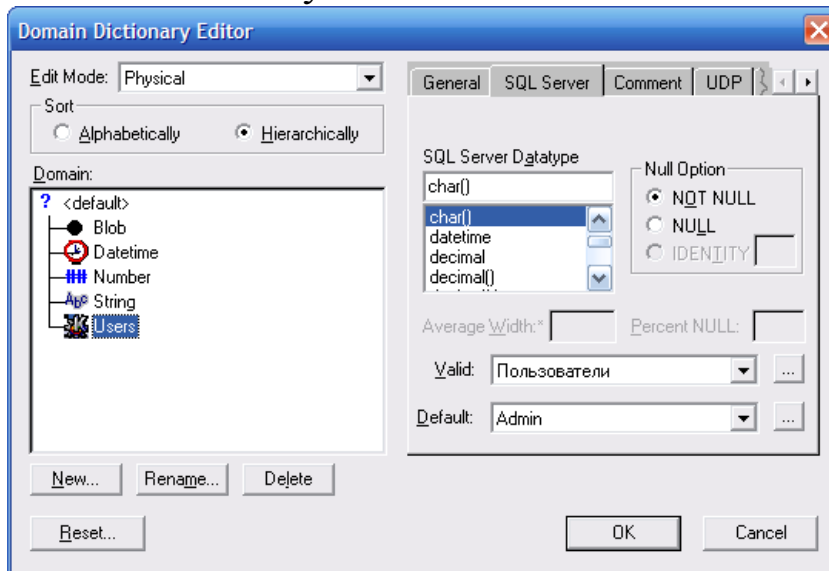 Domain Dictionary Editor
Edit Mode: Physical
Sort
Alphabetically Hierarchically
Domain:
? <default>
Blob
Datetime
Number
String
Users
New... Rename... Delete
Reset...
General SQL Server Comment UDP
SQL Server Datatype
char()
char()
datetime
decimal
decimal()
Null Option
NOT NULL
NULL
IDENTITY
Average Width:* Percent NULL:
Valid: Пользователи ...
Default: Admin ...
OK Cancel